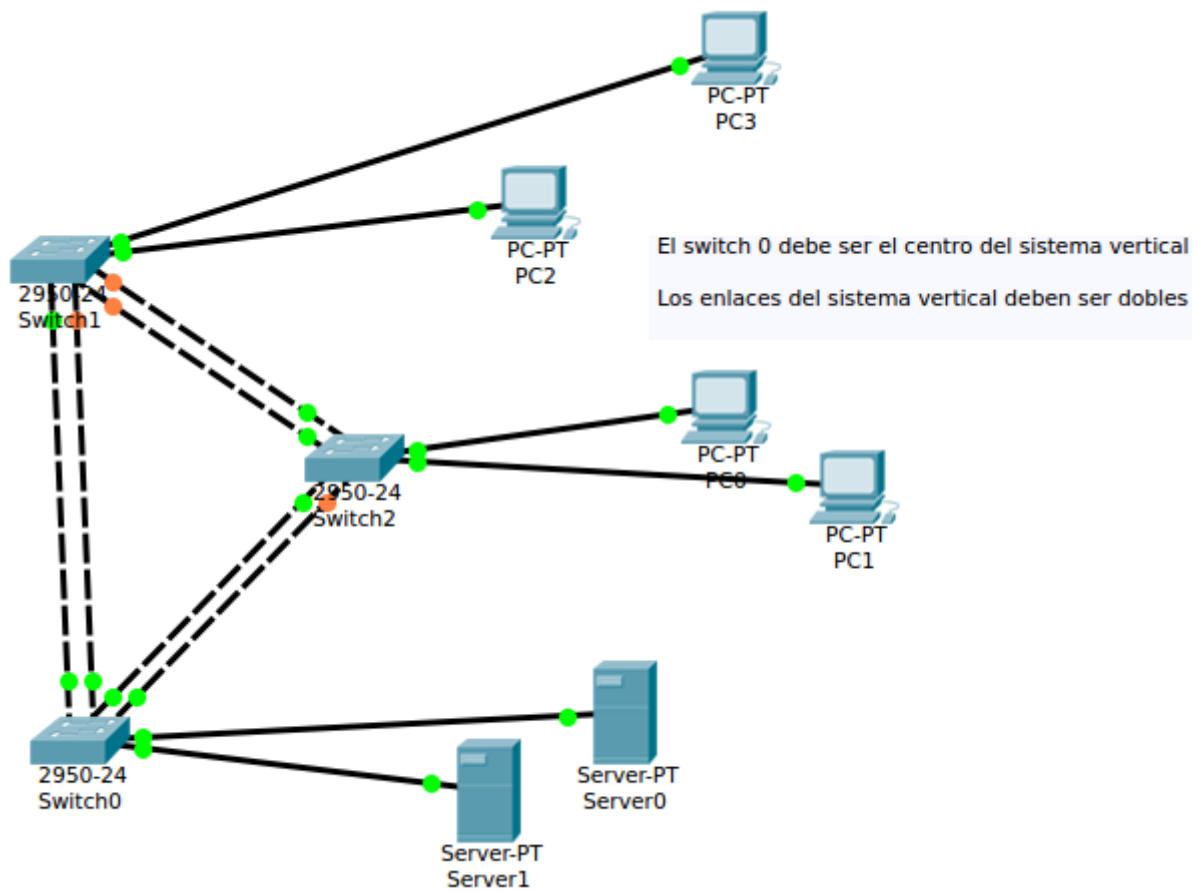 PC-PT
PC3
PC-PT
PC2
El switch 0 debe ser el centro del sistema vertical
Los enlaces del sistema vertical deben ser dobles
2950-24
Switch1
PC-PT
PC0
2950-24
Switch2
PC-PT
PC1
2950-24
Switch0
Server-PT
Server0
Server-PT
Server1